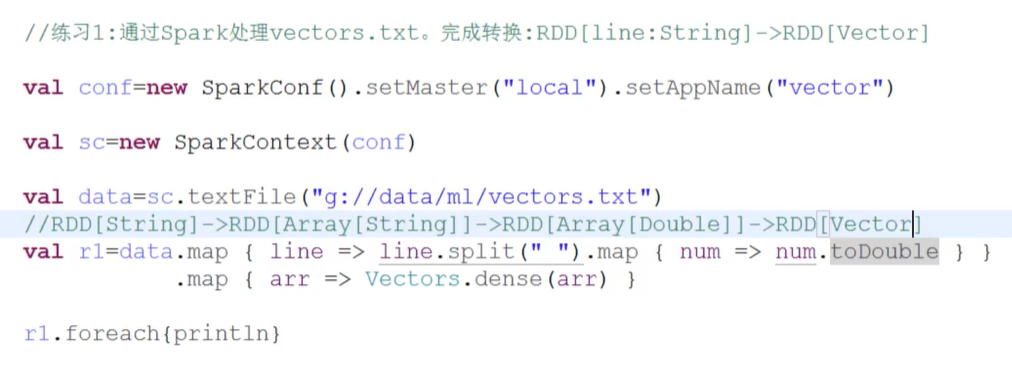 //练习1:通过Spark处理vectors.txt。完成转换:RDD[line:String]->RDD[Vector]
val conf=new SparkConf().setMaster("local").setAppName("vector")
val sc=new SparkContext(conf)
val data=sc.textFile("g://data/ml/vectors.txt")
//RDD[String]->RDD[Array[String]]->RDD[Array[Double]]->RDD[Vector]
val r1=data.map { line => line.split(" ").map { num => num.toDouble } }
.map { arr => Vectors.dense(arr) }
r1.foreach{println}